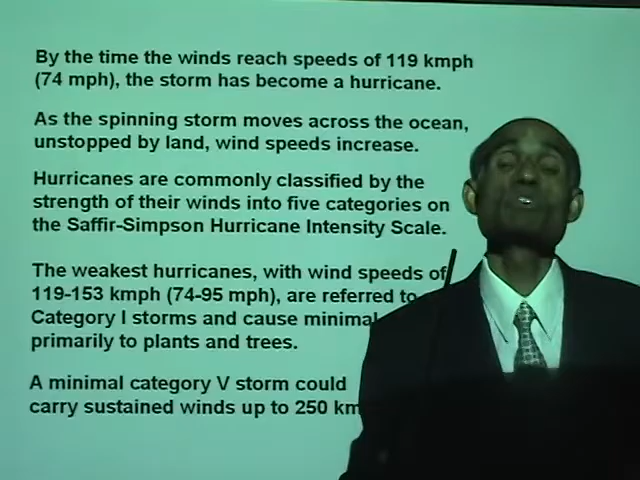 By the time the winds reach speeds of 119 kmph
(74 mph), the storm has become a hurricane.
As the spinning storm moves across the ocean,
unstopped by land, wind speeds increase.
Hurricanes are commonly classified by the
strength of their winds into five categories on
the Saffir-Simpson Hurricane Intensity Scale.
The weakest hurricanes, with wind speeds of
119-153 kmph (74-95 mph), are referred to
Category I storms and cause minimal
primarily to plants and trees.
A minimal category V storm could
carry sustained winds up to 250 km